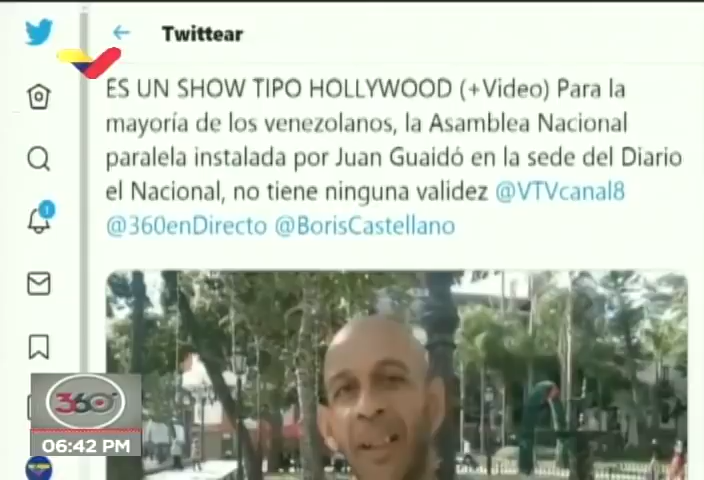 Twittear
ES UN SHOW TIPO HOLLYWOOD (+Video) Para la
mayoría de los venezolanos, la Asamblea Nacional
paralela instalada por Juan Guaidó en la sede del Diario
el Nacional, no tiene ninguna validez @VTVcanal8
@360enDirecto @BorisCastellano
1
360°
06:42 PM